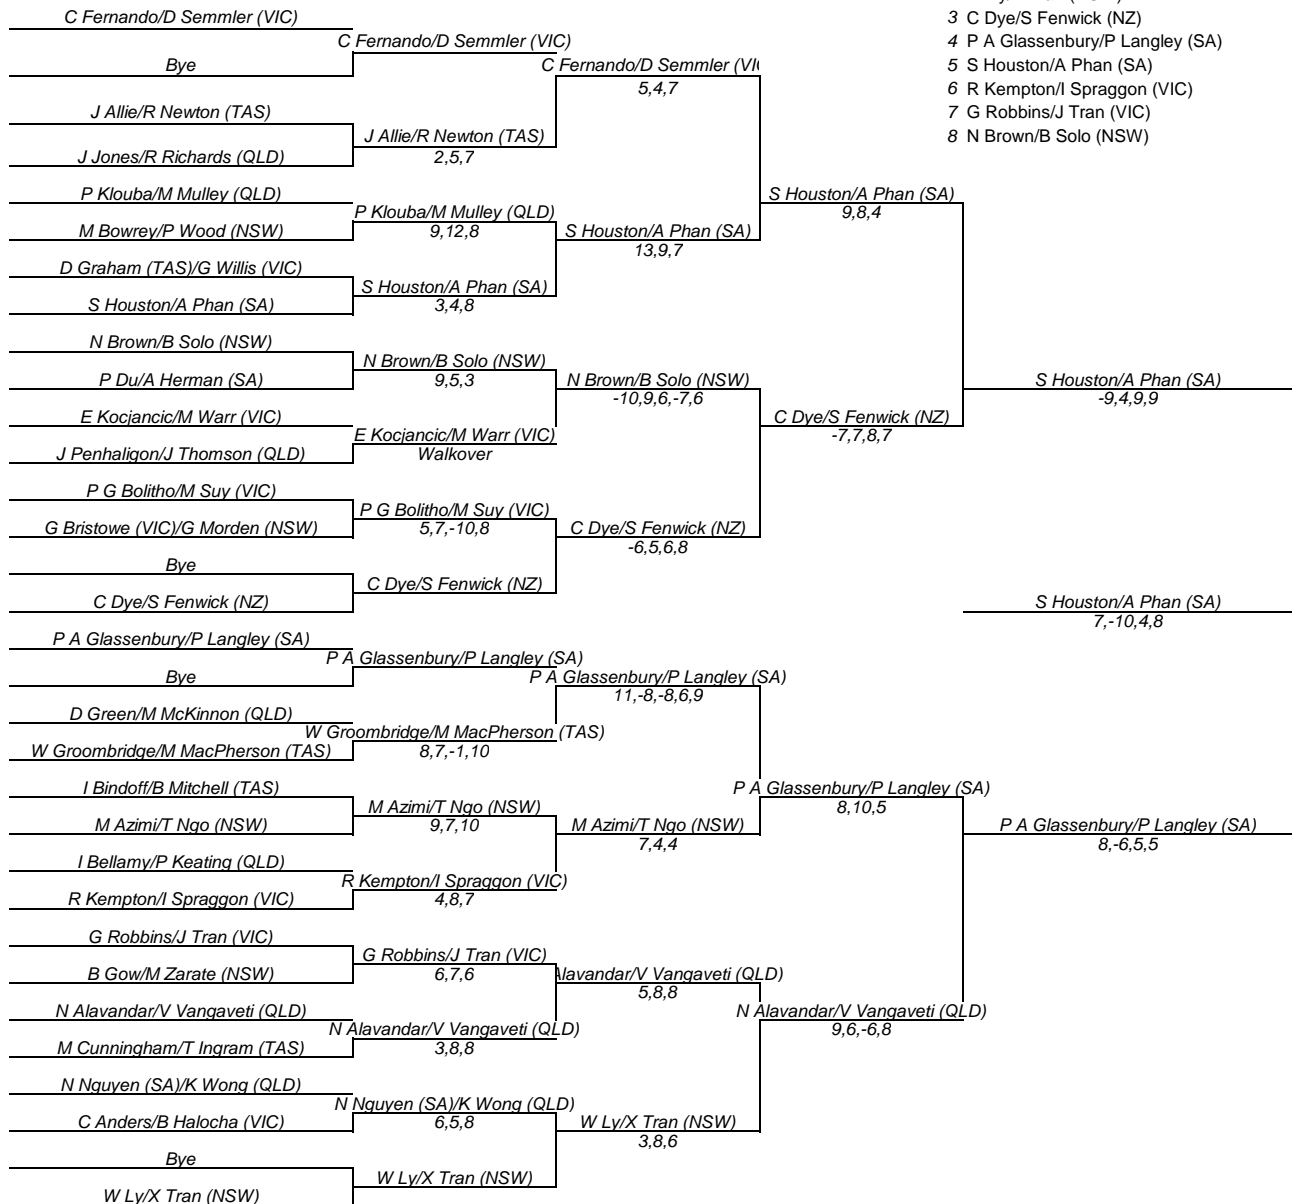 3 C Dye/S Fenwick (NZ)
4 P A Glassenbury/P Langley (SA)
5 S Houston/A Phan (SA)
6 R Kempton/I Spraggon (VIC)
7 G Robbins/J Tran (VIC)
8 N Brown/B Solo (NSW)
C Fernando/D Semmler (VIC)
Bye
J Allie/R Newton (TAS)
J Jones/R Richards (QLD)
P Klouba/M Mulley (QLD)
M Bowrey/P Wood (NSW)
D Graham (TAS)/G Willis (VIC)
S Houston/A Phan (SA)
N Brown/B Solo (NSW)
P Du/A Herman (SA)
E Kocjancic/M Warr (VIC)
J Penhaligon/J Thomson (QLD)
P G Bolitho/M Suy (VIC)
G Bristowe (VIC)/G Morden (NSW)
Bye
C Dye/S Fenwick (NZ)
P A Glassenbury/P Langley (SA)
Bye
D Green/M McKinnon (QLD)
W Groombridge/M MacPherson (TAS)
I Bindoff/B Mitchell (TAS)
M Azimi/T Ngo (NSW)
I Bellamy/P Keating (QLD)
R Kempton/I Spraggon (VIC)
G Robbins/J Tran (VIC)
B Gow/M Zarate (NSW)
N Alavandar/V Vangaveti (QLD)
M Cunningham/T Ingram (TAS)
N Nguyen (SA)/K Wong (QLD)
C Anders/B Halocha (VIC)
Bye
W Ly/X Tran (NSW)
C Fernando/D Semmler (VIC)
J Allie/R Newton (TAS)
2,5,7
P Klouba/M Mulley (QLD)
9,12,8
S Houston/A Phan (SA)
3,4,8
N Brown/B Solo (NSW)
9,5,3
E Kocjancic/M Warr (VIC)
Walkover
P G Bolitho/M Suy (VIC)
5,7,-10,8
C Dye/S Fenwick (NZ)
P A Glassenbury/P Langley (SA)
W Groombridge/M MacPherson (TAS)
8,7,-1,10
M Azimi/T Ngo (NSW)
9,7,10
R Kempton/I Spraggon (VIC)
4,8,7
G Robbins/J Tran (VIC)
6,7,6
N Alavandar/V Vangaveti (QLD)
3,8,8
N Nguyen (SA)/K Wong (QLD)
6,5,8
W Ly/X Tran (NSW)
C Fernando/D Semmler (VI
5,4,7
S Houston/A Phan (SA)
13,9,7
N Brown/B Solo (NSW)
-10,9,6,-7,6
C Dye/S Fenwick (NZ)
-6,5,6,8
P A Glassenbury/P Langley (SA)
11,-8,-8,6,9
M Azimi/T Ngo (NSW)
7,4,4
Alavandar/V Vangaveti (QLD)
5,8,8
W Ly/X Tran (NSW)
3,8,6
S Houston/A Phan (SA)
9,8,4
C Dye/S Fenwick (NZ)
-7,7,8,7
P A Glassenbury/P Langley (SA)
8,10,5
N Alavandar/V Vangaveti (QLD)
9,6,-6,8
S Houston/A Phan (SA)
-9,4,9,9
P A Glassenbury/P Langley (SA)
8,-6,5,5
S Houston/A Phan (SA)
7,-10,4,8